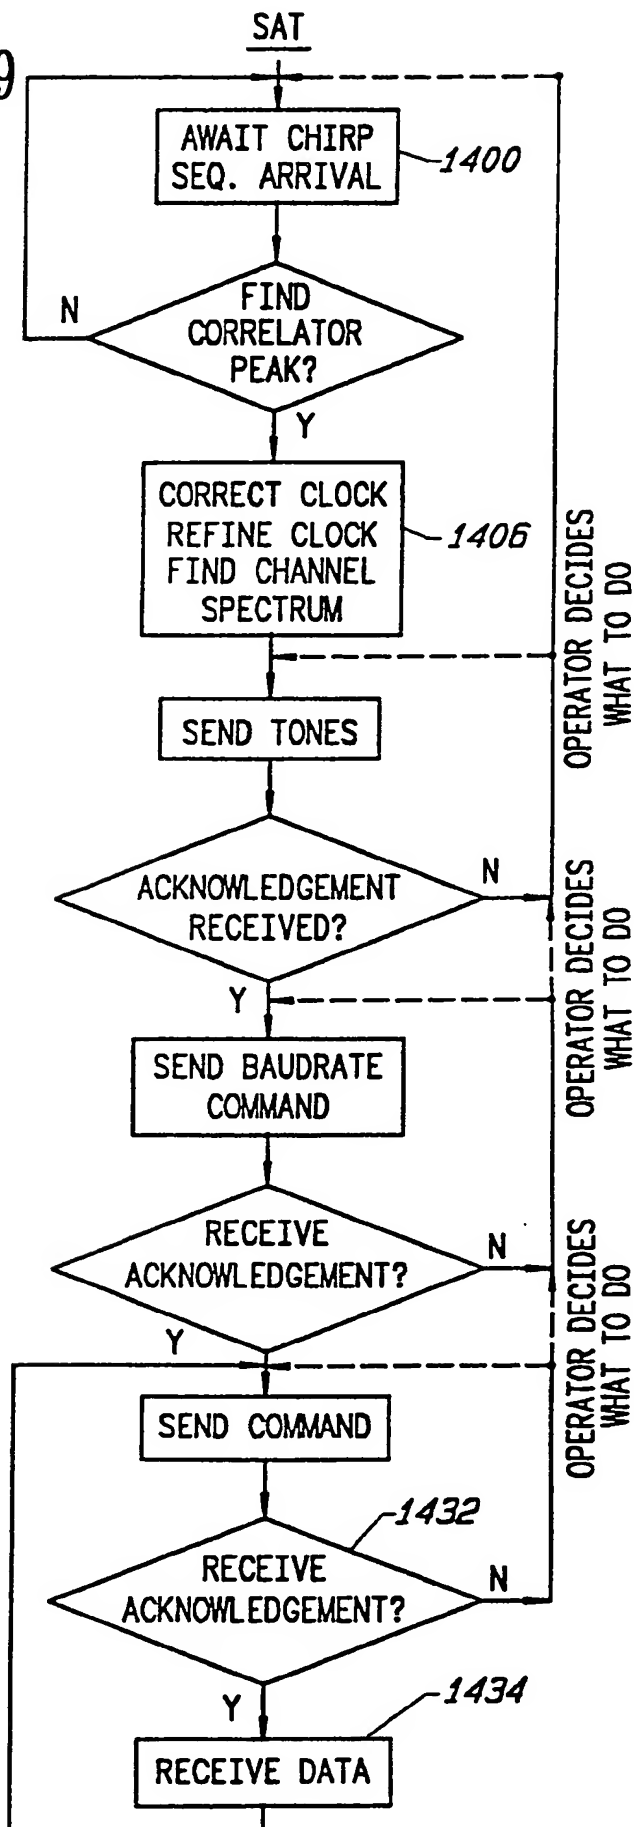 9
SAT
AWAIT CHIRP
SEQ. ARRIVAL
1400
FIND
CORRELATOR
PEAK?
N
Y
CORRECT CLOCK
REFINE CLOCK
FIND CHANNEL
SPECTRUM
1406
OPERATOR DECIDES
WHAT TO DO
SEND TONES
ACKNOWLEDGEMENT
RECEIVED?
N
Y
OPERATOR DECIDES
WHAT TO DO
SEND BAUDRATE
COMMAND
RECEIVE
ACKNOWLEDGEMENT?
N
Y
OPERATOR DECIDES
WHAT TO DO
SEND COMMAND
1432
RECEIVE
ACKNOWLEDGEMENT?
N
Y
1434
RECEIVE DATA